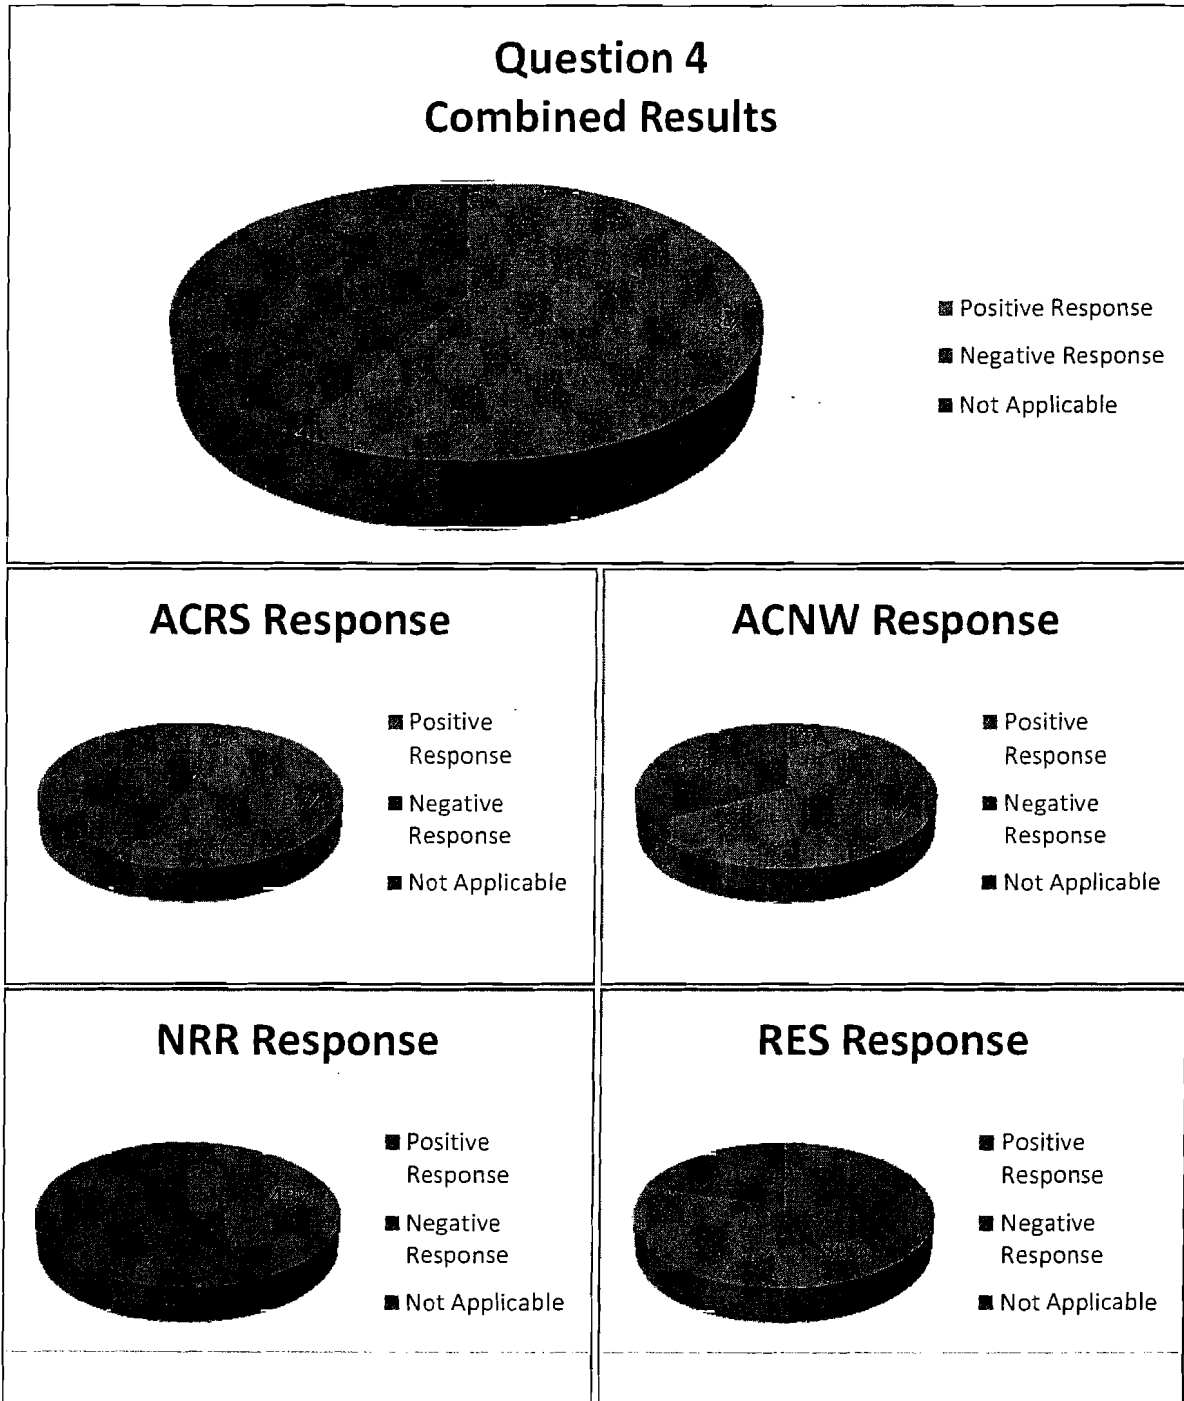 Question 4
Combined Results
Positive Response
Negative Response
Not Applicable
ACRS Response
Positive
Response
Negative
Response
Not Applicable
ACNW Response
Positive
Response
Negative
Response
Not Applicable
NRR Response
Positive
Response
Negative
Response
Not Applicable
RES Response
Positive
Response
Negative
Response
Not Applicable